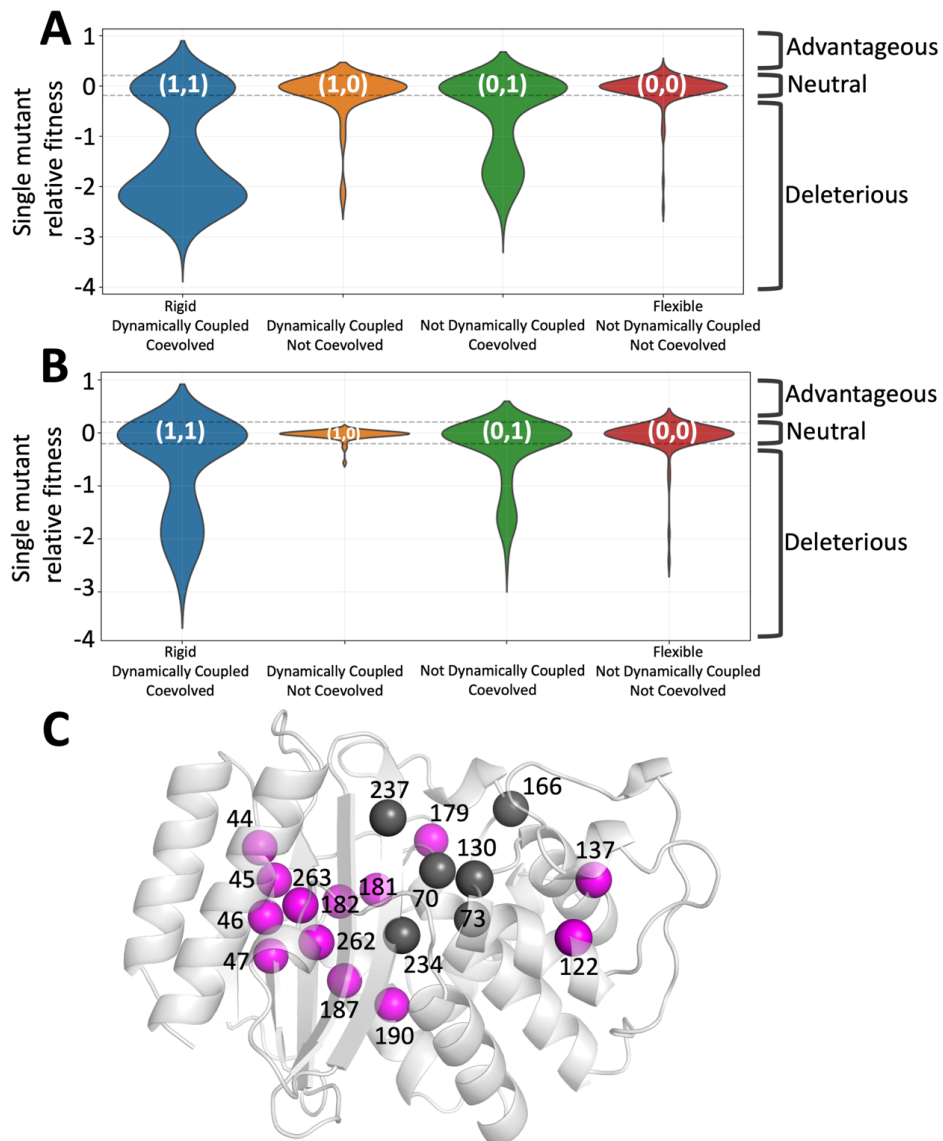 A
Single mutant
relative fitness
1
0
-1
-2
-3
-4
(1,1)
(1,0)
(0,1)
(0,0)
Advantageous
Neutral
Deleterious
Rigid
Dynamically Coupled
Coevolved
Dynamically Coupled
Not Coevolved
Not Dynamically Coupled
Coevolved
Flexible
Not Dynamically Coupled
Not Coevolved
B
Single mutant
relative fitness
1
0
-1
-2
-3
-4
(1,1)
(1,0)
(0,1)
(0,0)
Advantageous
Neutral
Deleterious
Rigid
Dynamically Coupled
Coevolved
Dynamically Coupled
Not Coevolved
Not Dynamically Coupled
Coevolved
Flexible
Not Dynamically Coupled
Not Coevolved
C
237
166
44
179
130
137
45
263
181
182
70
46
73
47
262
234
122
187
190